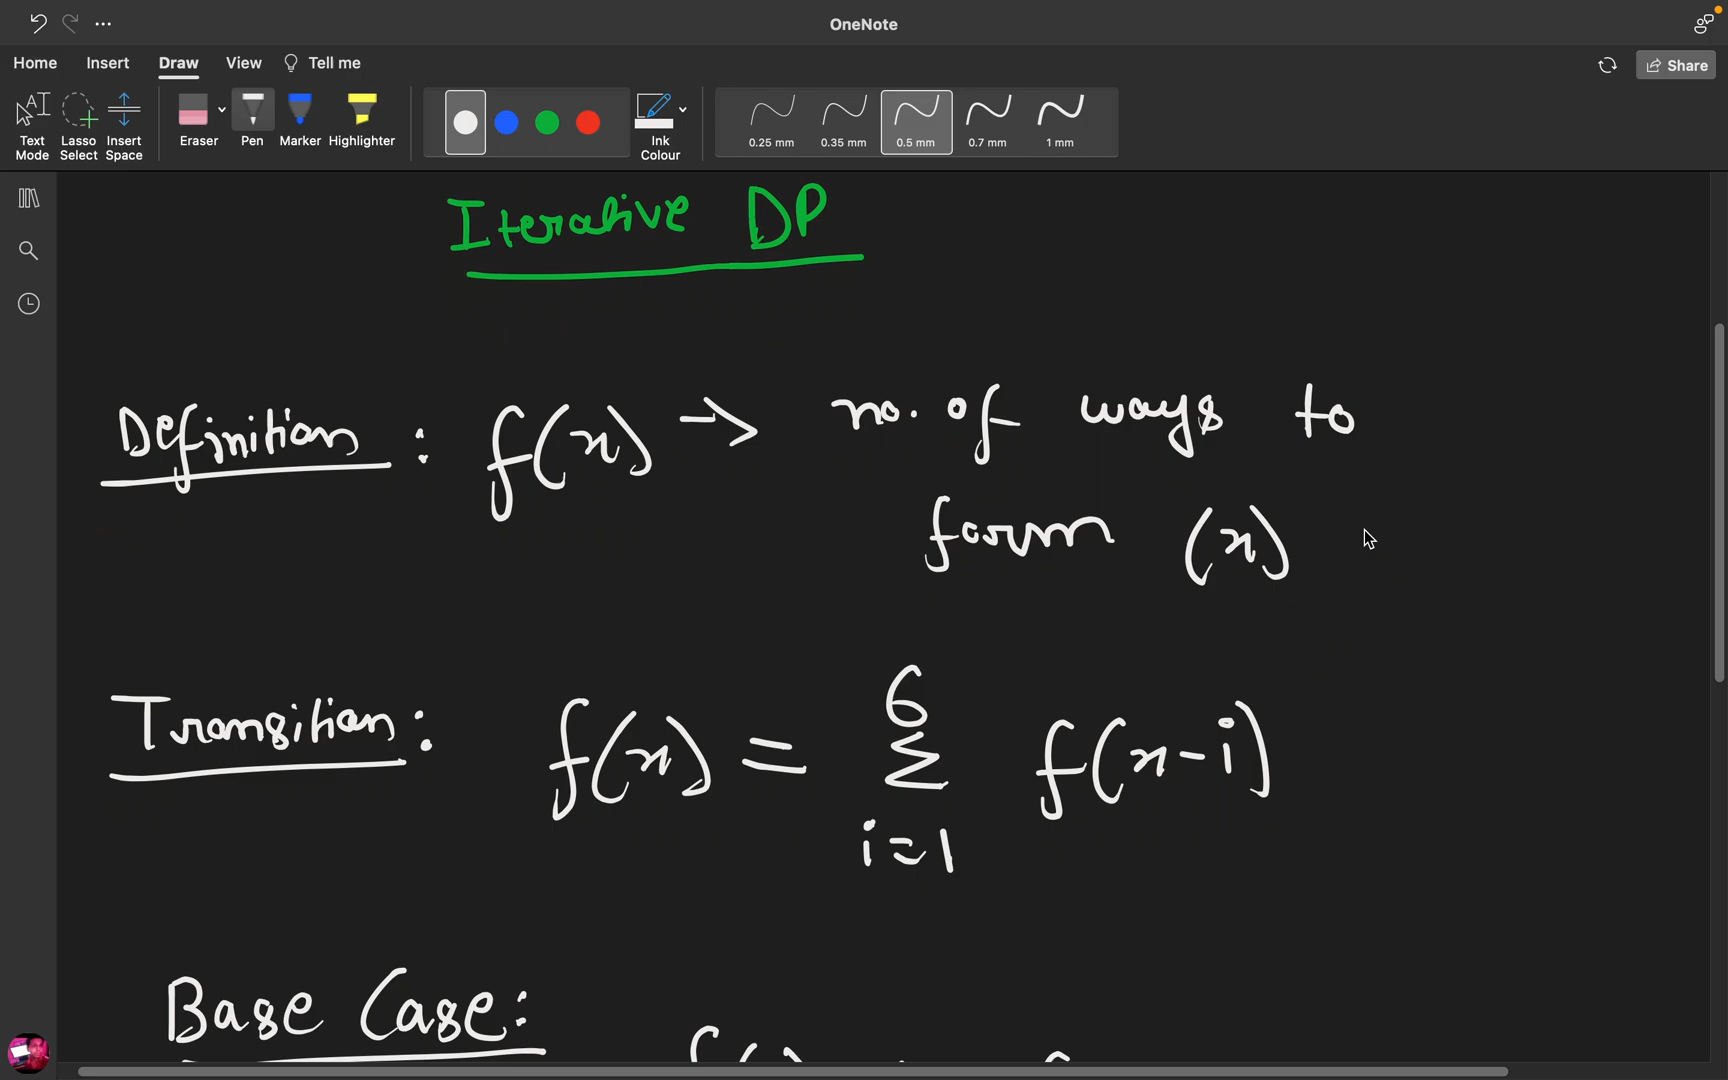 OneNote
Home Insert Draw View Tell me
Share
Text Mode
Lasso Select
Insert Space
Eraser
Pen
Marker
Highlighter
Ink Colour
0.25 mm
0.35 mm
0.5 mm
0.7 mm
1 mm
Iterative DP
Definition : f(x) -> no. of ways to
form (x)
Transition: f(x) = 6 Σ i=1 f(x-i)
Base Case: